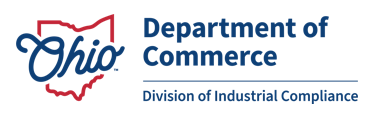 Ohio
Department of
Commerce
Division of Industrial Compliance